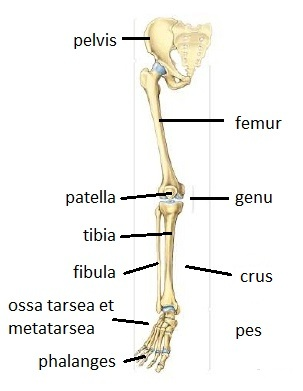 pelvis
femur
patella
genu
tibia
fibula
crus
ossa tarsea et
metatarsea
pes
phalanges